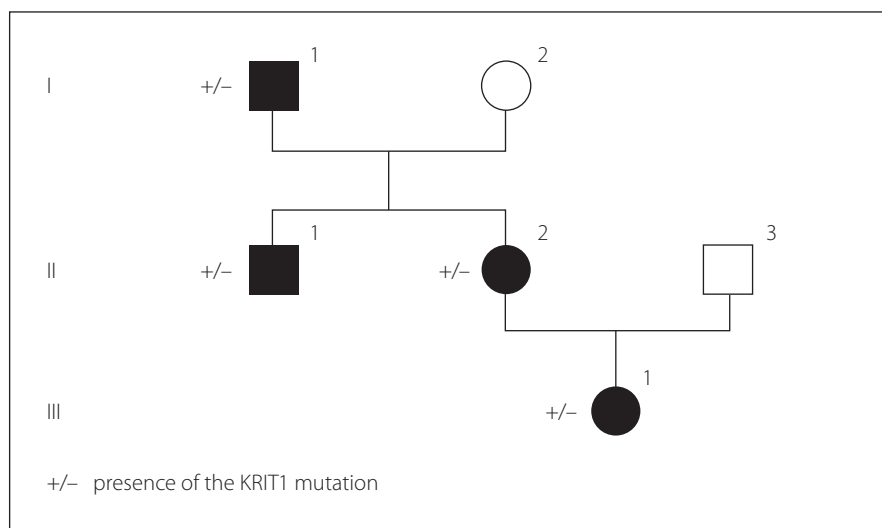 1 2
I +/–
1 2 3
II +/– +/–
1
III +/–
+/– presence of the KRIT1 mutation